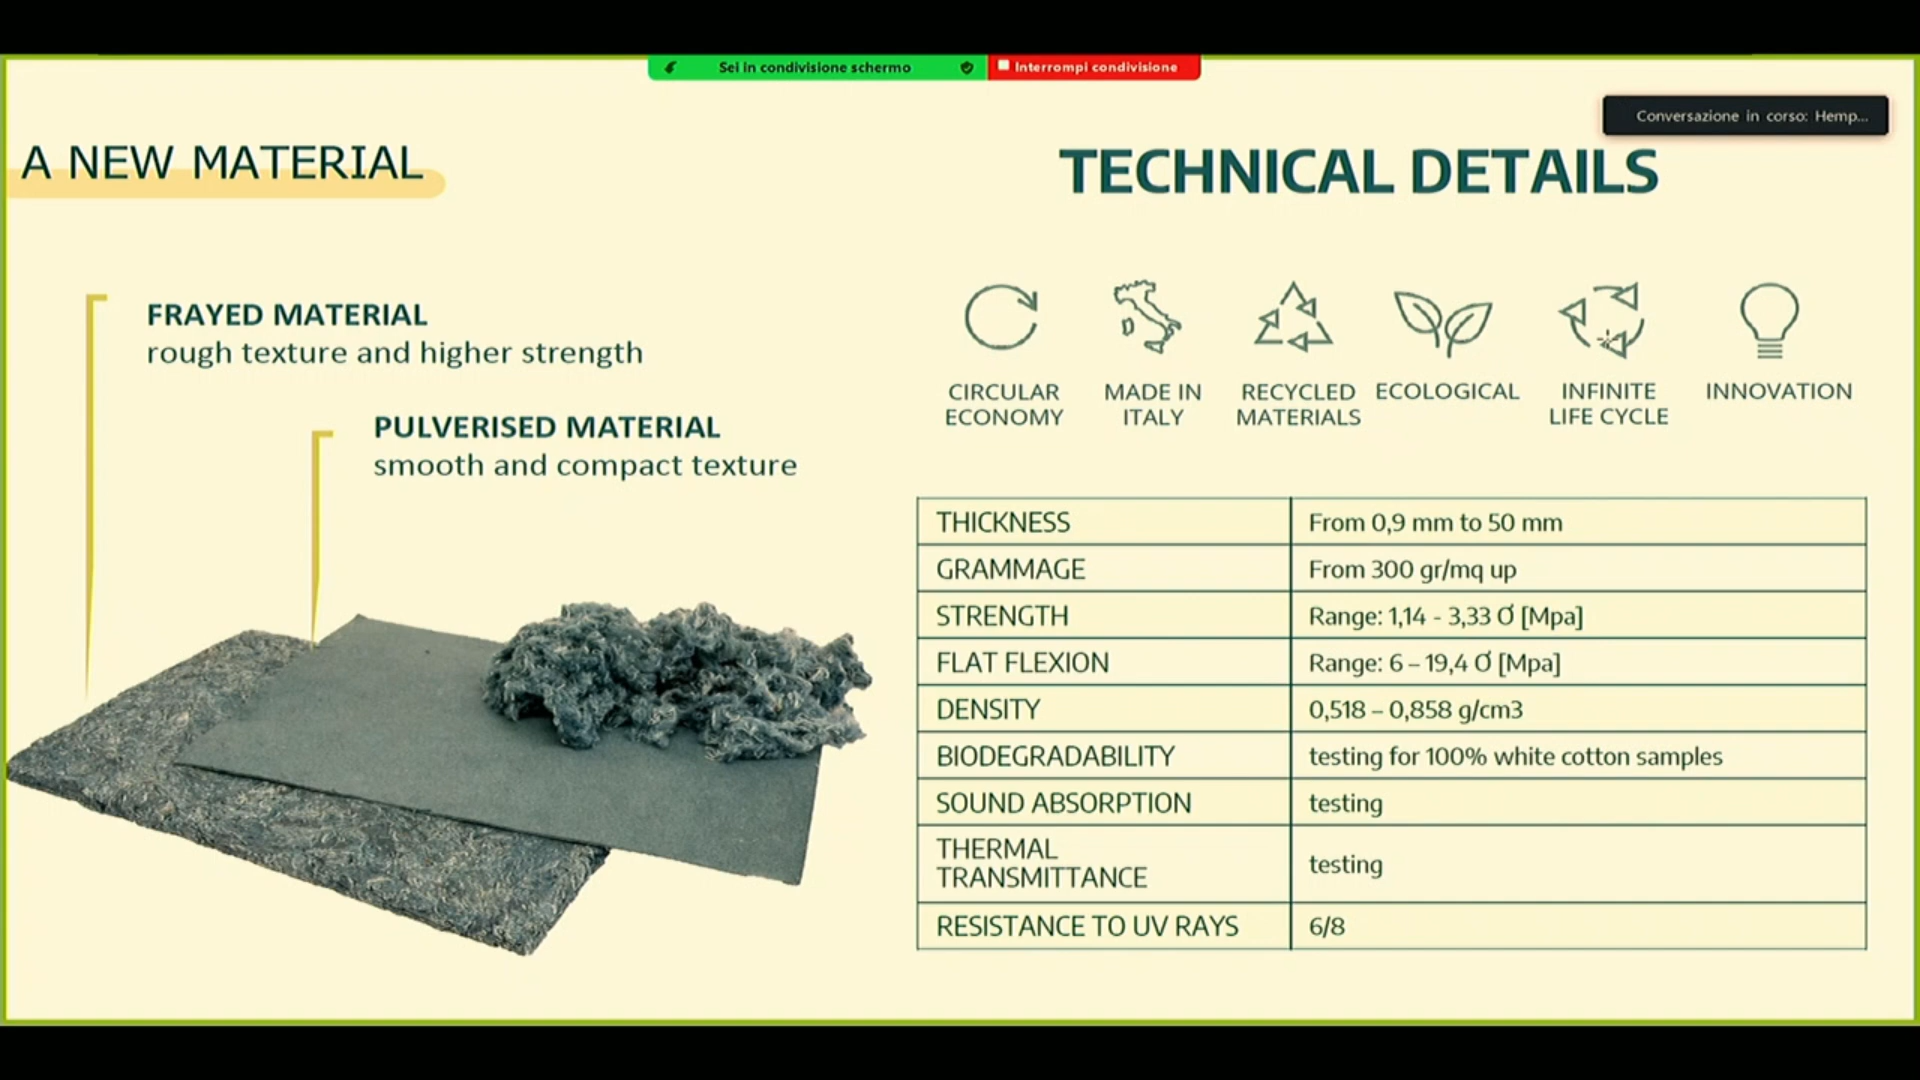 Sei in condivisione schermo
Interrompi condivisione
Conversazione in corso: Hemp...
A NEW MATERIAL
FRAYED MATERIAL
rough texture and higher strength
PULVERISED MATERIAL
smooth and compact texture
TECHNICAL DETAILS
CIRCULAR
ECONOMY
MADE IN
ITALY
RECYCLED
MATERIALS
ECOLOGICAL
INFINITE
LIFE CYCLE
INNOVATION
THICKNESS From 0,9 mm to 50 mm
GRAMMAGE From 300 gr/mq up
STRENGTH Range: 1,14 - 3,33 Ơ [Mpa]
FLAT FLEXION Range: 6 – 19,4 Ơ [Mpa]
DENSITY 0,518 – 0,858 g/cm3
BIODEGRADABILITY testing for 100% white cotton samples
SOUND ABSORPTION testing
THERMAL
TRANSMITTANCE testing
RESISTANCE TO UV RAYS 6/8